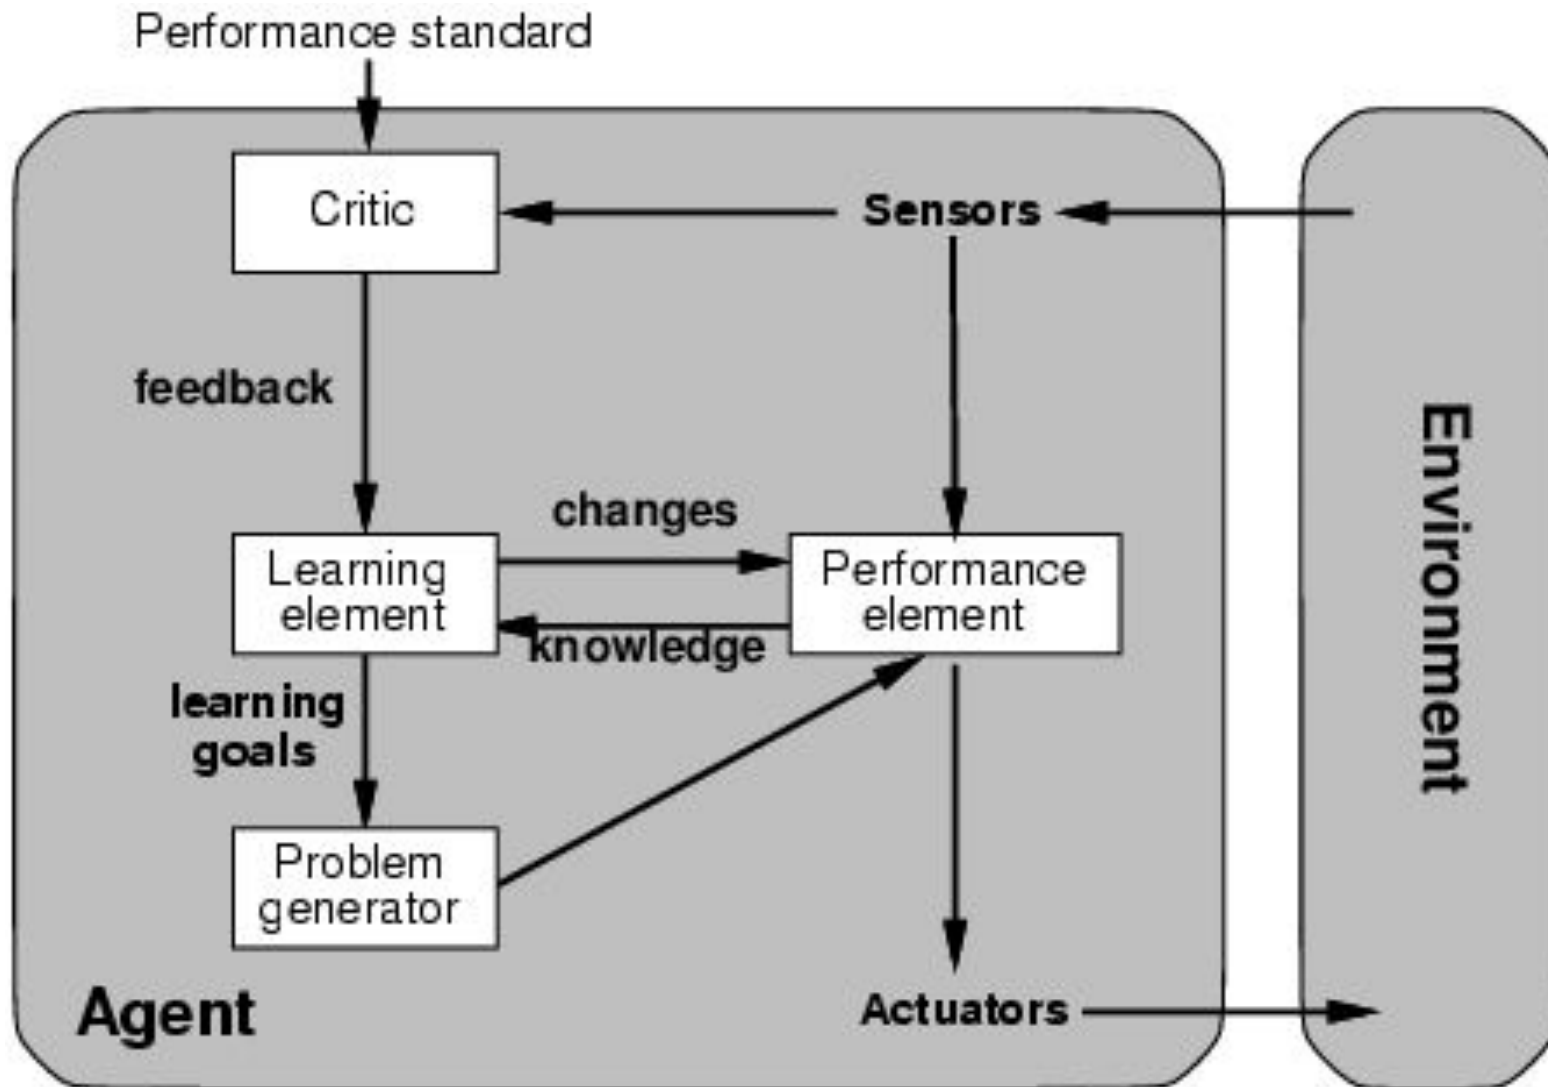 Performance standard
Critic
Sensors
feedback
changes
Learning
element
Performance
element
knowledge
learning
goals
Problem
generator
Agent
Actuators
Environment